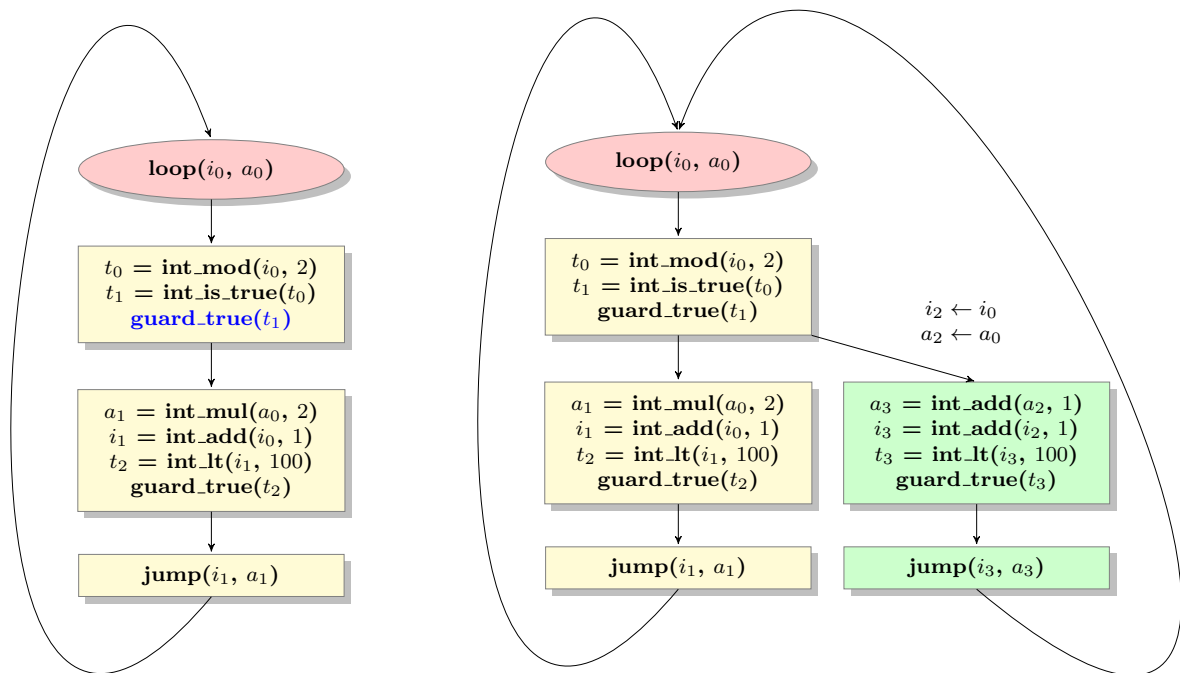 loop(i₀, a₀)
t₀ = int_mod(i₀, 2)
t₁ = int_is_true(t₀)
guard_true(t₁)
a₁ = int_mul(a₀, 2)
i₁ = int_add(i₀, 1)
t₂ = int_lt(i₁, 100)
guard_true(t₂)
jump(i₁, a₁)
loop(i₀, a₀)
t₀ = int_mod(i₀, 2)
t₁ = int_is_true(t₀)
guard_true(t₁)
i₂ ← i₀
a₂ ← a₀
a₁ = int_mul(a₀, 2)
i₁ = int_add(i₀, 1)
t₂ = int_lt(i₁, 100)
guard_true(t₂)
jump(i₁, a₁)
a₃ = int_add(a₂, 1)
i₃ = int_add(i₂, 1)
t₃ = int_lt(i₃, 100)
guard_true(t₃)
jump(i₃, a₃)